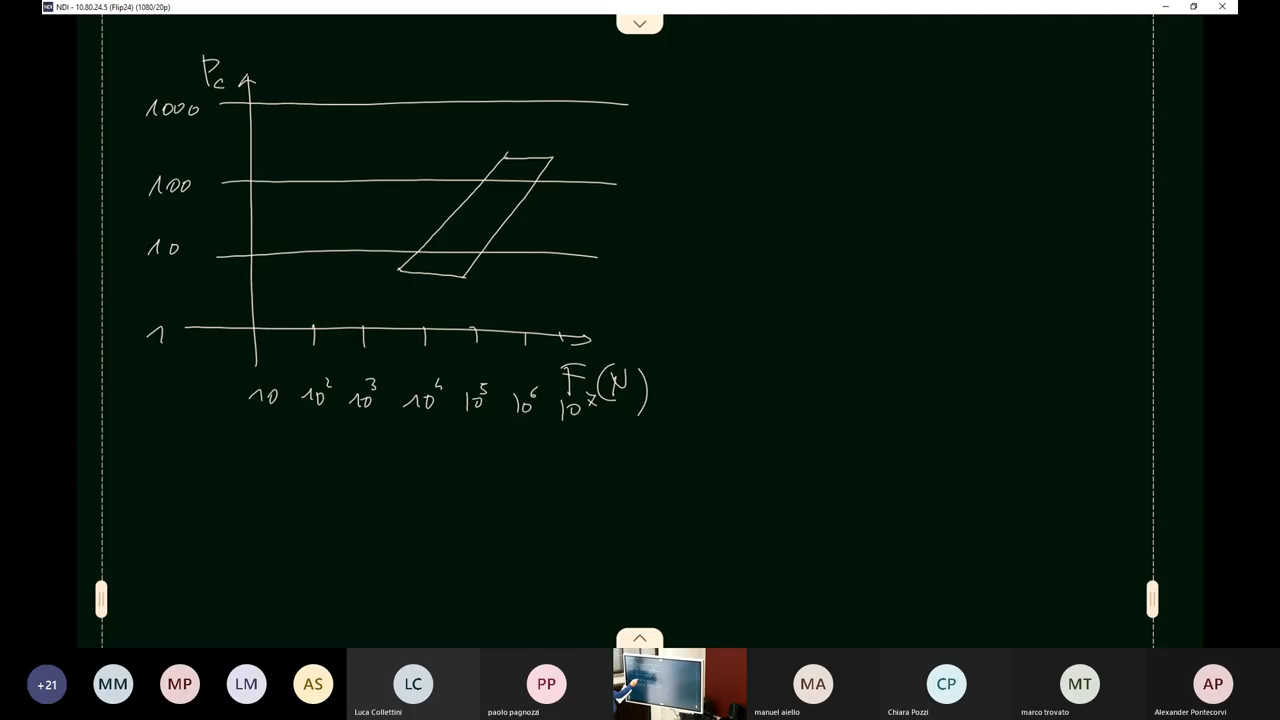 NDI - 10.80.24.5 (Flip24) (1080/20p)
Pc
1000
100
10
1
F (N)
10 10² 10³ 10⁴ 10⁵ 10⁶ 10⁷
+21 MM MP LM AS LC PP MA CP MT AP
Luca Collettini paolo pagnozzi manuel aiello Chiara Pozzi marco trovato Alexander Pontecorvi